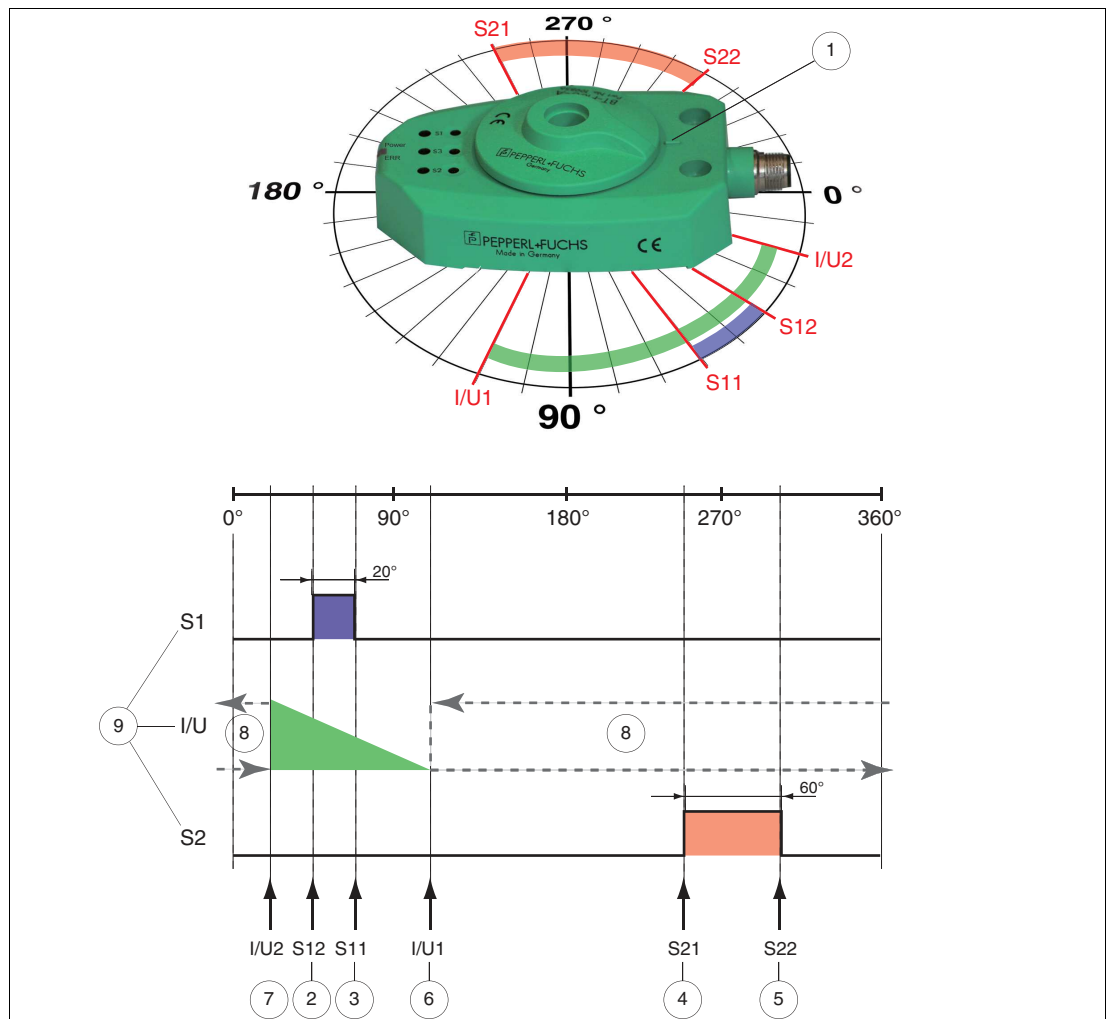 270 °
S21
S22
1
CE
PEPPERL+FUCHS
Germany
S1
Power
S3
ERR
S2
180 °
0 °
PEPPERL+FUCHS
Made in Germany
CE
I/U2
S12
S11
I/U1
90 °
0° 90° 180° 270° 360°
20°
S1
9 I/U 8 8
60°
S2
I/U2 S12 S11 I/U1 S21 S22
7 2 3 6 4 5